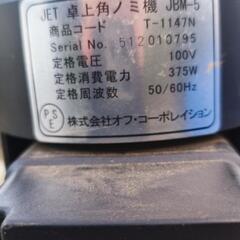 JET 卓上角ノミ機 JBM-5
商品コード T-1147N
Serial No. 512010795
定格電圧 100V
定格消費電力 375W
定格周波数 50/60Hz
PSE
株式会社オフ・コーポレイション